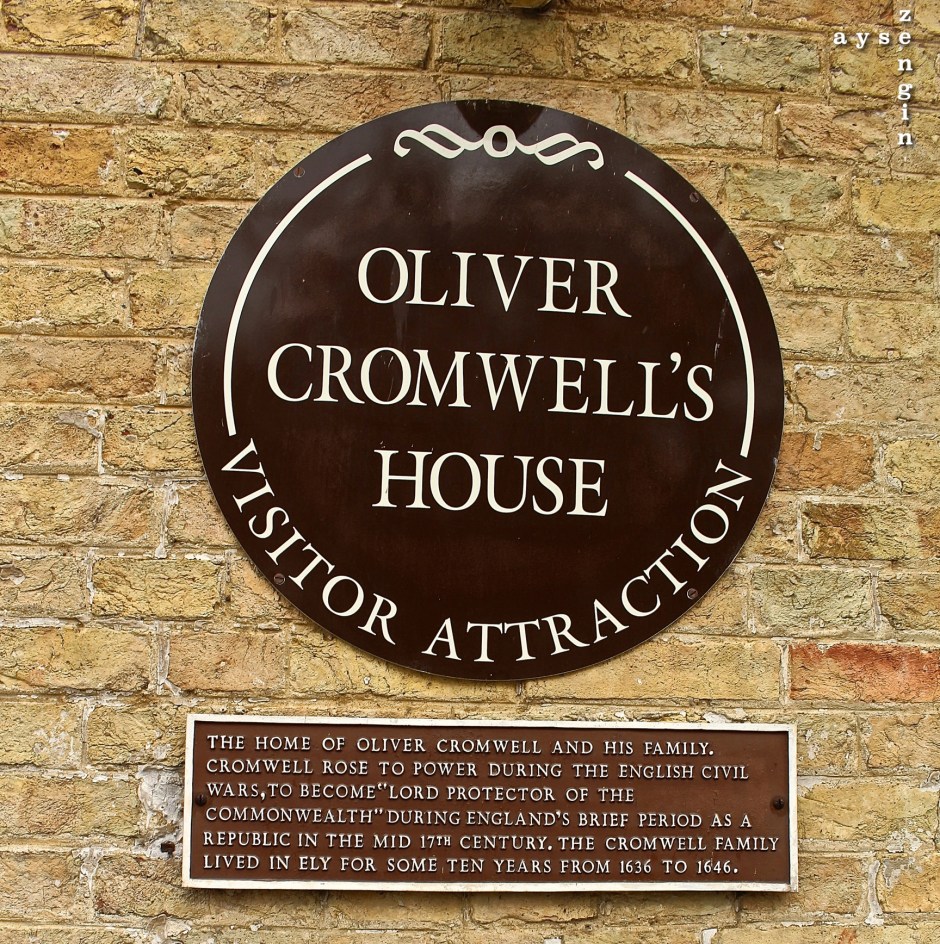 ayse
zengin
OLIVER
CROMWELL'S
HOUSE
VISITOR ATTRACTION
THE HOME OF OLIVER CROMWELL AND HIS FAMILY.
CROMWELL ROSE TO POWER DURING THE ENGLISH CIVIL
WARS, TO BECOME "LORD PROTECTOR OF THE
COMMONWEALTH" DURING ENGLAND'S BRIEF PERIOD AS A
REPUBLIC IN THE MID 17TH CENTURY. THE CROMWELL FAMILY
LIVED IN ELY FOR SOME TEN YEARS FROM 1636 TO 1646.